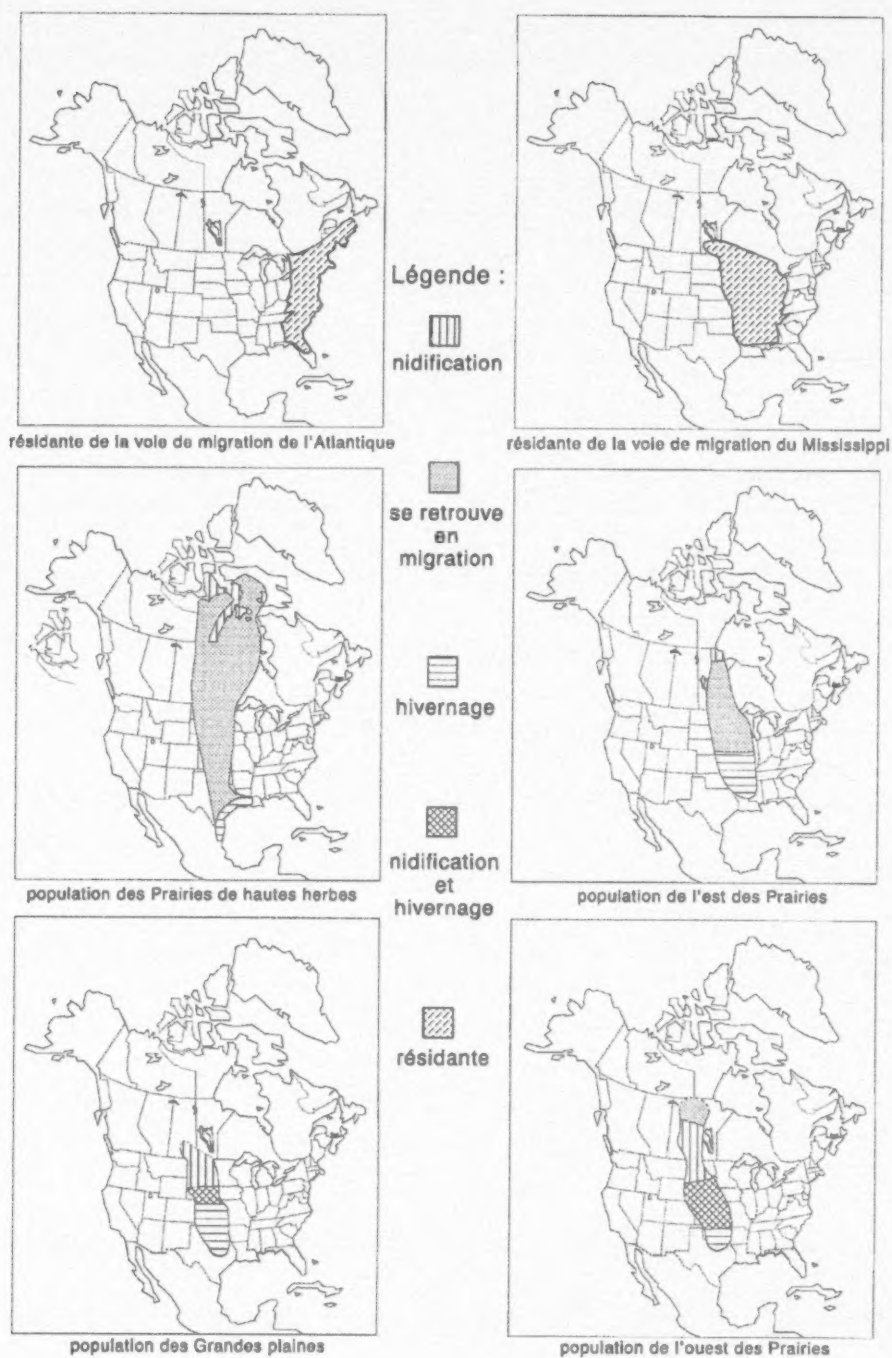 résidante de la voie de migration de l'Atlantique
résidante de la voie de migration du Mississippi
Légende :
nidification
se retrouve
en
migration
hivernage
nidification
et
hivernage
résidante
population des Prairies de hautes herbes
population de l'est des Prairies
population des Grandes plaines
population de l'ouest des Prairies